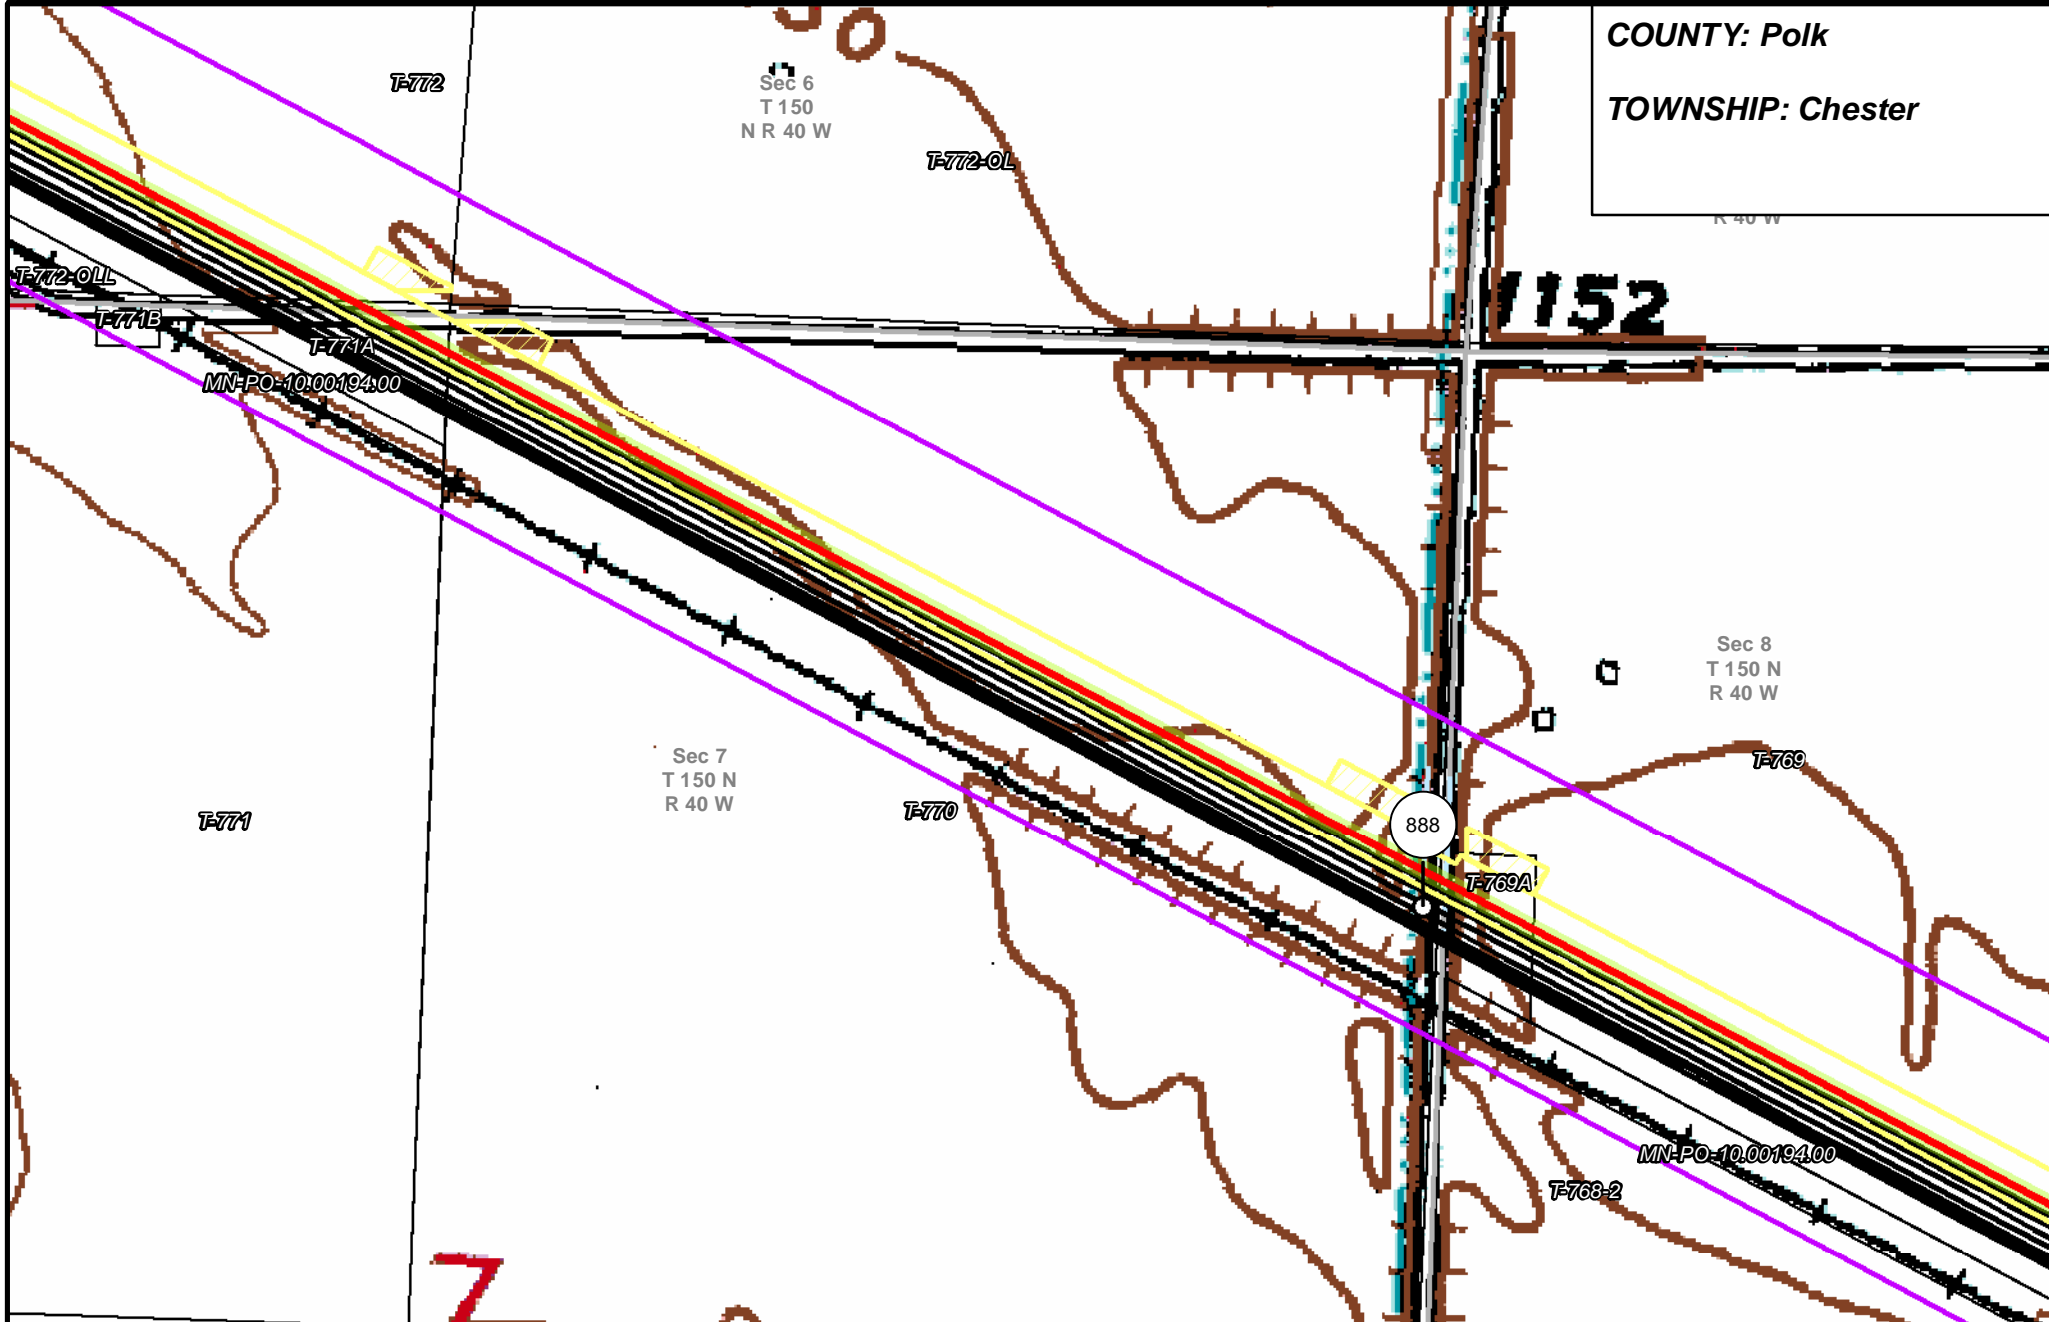 COUNTY: Polk
TOWNSHIP: Chester
T-772
Sec 6
T 150
N R 40 W
T-772-OL
R 40 W
T-772-OLL
T-771B
T-771A
1152
MN-PO-10.00194.00
Sec 8
T 150 N
R 40 W
Sec 7
T 150 N
R 40 W
T-769
T-771
T-770
888
T-769A
MN-PO-10.00194.00
T-768-2
7